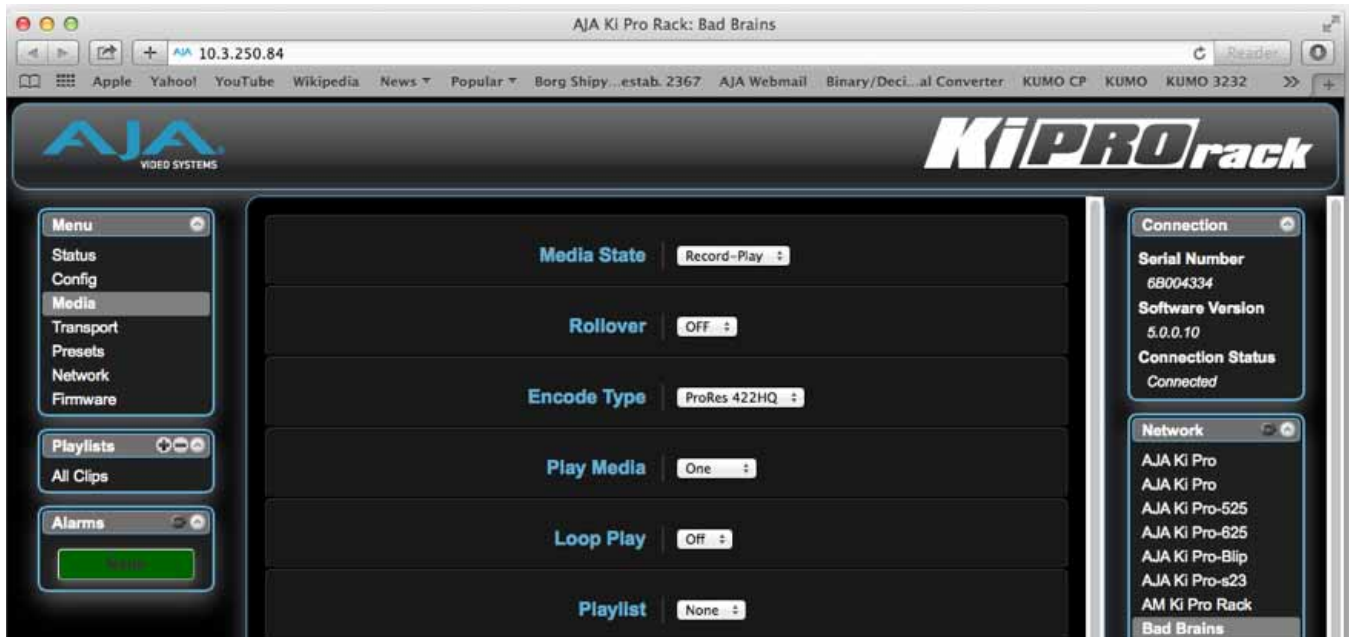 AJA Ki Pro Rack: Bad Brains
AJA 10.3.250.84
Reader
Apple Yahoo! YouTube Wikipedia News Popular Borg Shipy...estab. 2367 AJA Webmail Binary/Deci...al Converter KUMO CP KUMO KUMO 3232
AJA
VIDEO SYSTEMS
Ki PRO rack
Menu
Status
Config
Media
Transport
Presets
Network
Firmware
Playlists
All Clips
Alarms
Media State Record-Play
Rollover OFF
Encode Type ProRes 422HQ
Play Media One
Loop Play Off
Playlist None
Connection
Serial Number
6B004334
Software Version
5.0.0.10
Connection Status
Connected
Network
AJA Ki Pro
AJA Ki Pro
AJA Ki Pro-525
AJA Ki Pro-625
AJA Ki Pro-Blip
AJA Ki Pro-s23
AM Ki Pro Rack
Bad Brains